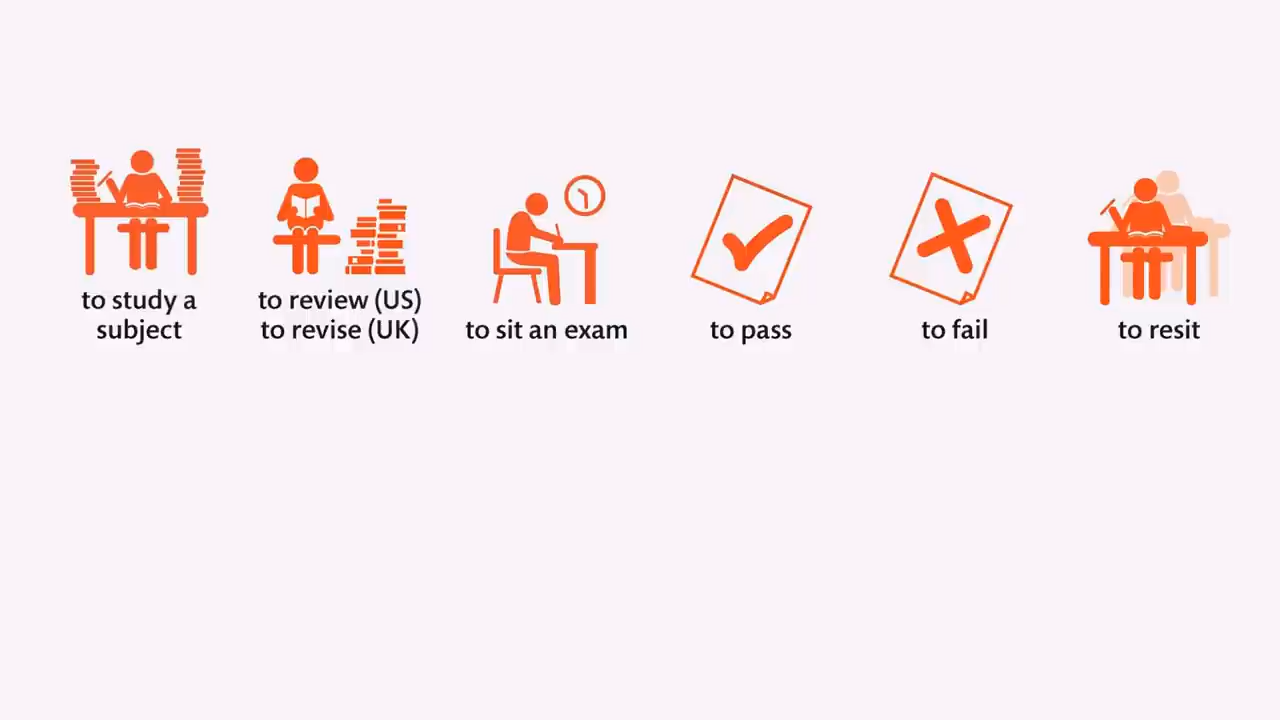 to study a
subject
to review (US)
to revise (UK)
to sit an exam
to pass
to fail
to resit